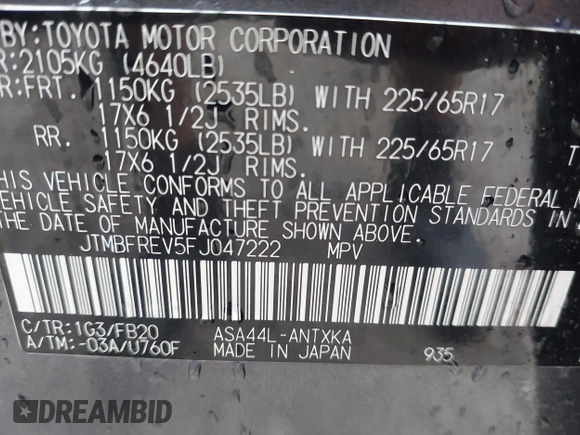 BY: TOYOTA MOTOR CORPORATION
R: 2105KG (4640LB)
R: FRT. 1150KG (2535LB) WITH 225/65R17
17X6 1/2J RIMS.
RR. 1150KG (2535LB) WITH 225/65R17
17X6 1/2J RIMS.
HIS VEHICLE CONFORMS TO ALL APPLICABLE FEDERAL
EHICLE SAFETY AND THEFT PREVENTION STANDARDS IN
THE DATE OF MANUFACTURE SHOWN ABOVE.
JTMBFREV5FJ047222 MPV
C/TR: 1G3/FB20 ASA44L-ANTXKA
A/TM: -03A/U760F MADE IN JAPAN 935
DREAMBID